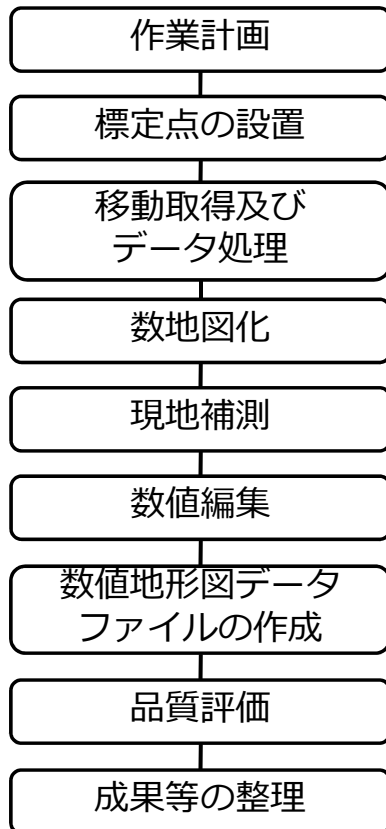 作業計画
標定点の設置
移動取得及び
データ処理
数地図化
現地補測
数値編集
数値地形図データ
ファイルの作成
品質評価
成果等の整理